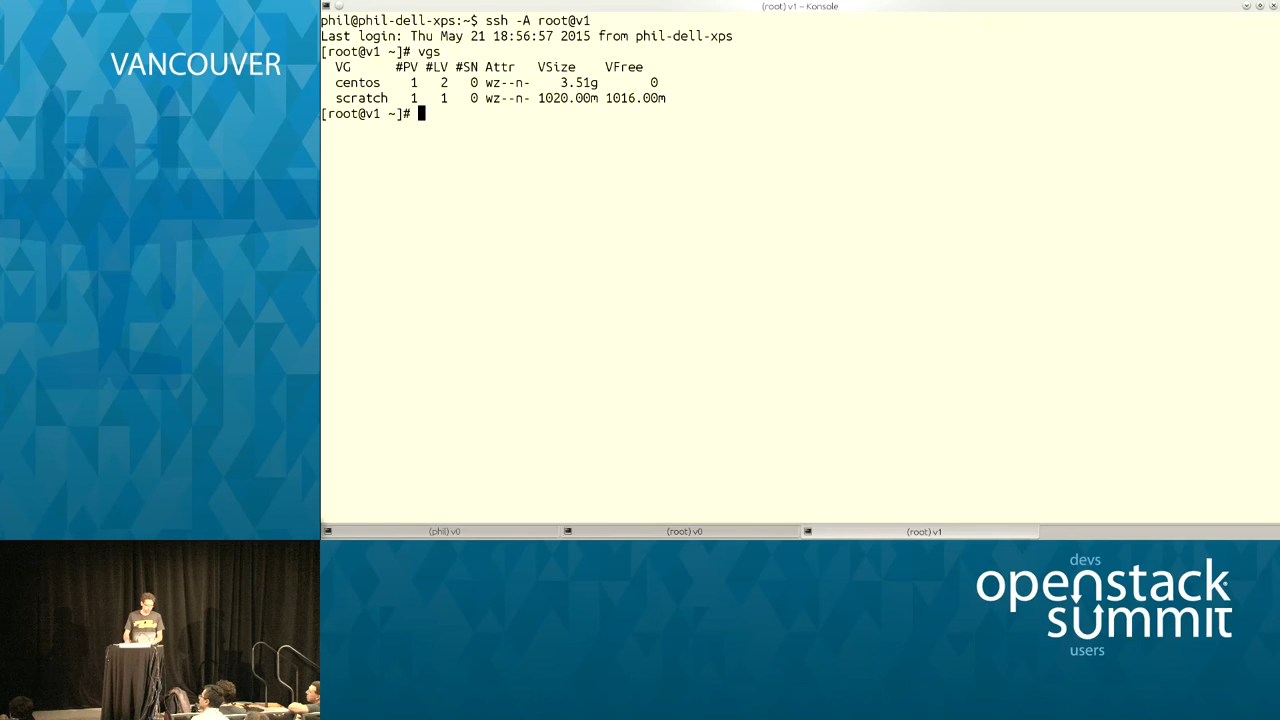 VANCOUVER
(root) v1 – Konsole
phil@phil-dell-xps:~$ ssh -A root@v1
Last login: Thu May 21 18:56:57 2015 from phil-dell-xps
[root@v1 ~]# vgs
VG #PV #LV #SN Attr VSize VFree
centos 1 2 0 wz--n- 3.51g 0
scratch 1 1 0 wz--n- 1020.00m 1016.00m
[root@v1 ~]#
(phil) v0 (root) v0 (root) v1
devs
openstack
summit
users